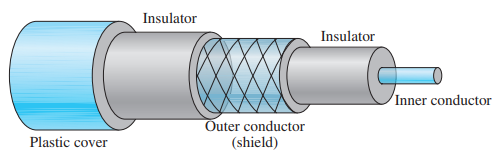 Insulator
Insulator
Inner conductor
Outer conductor
(shield)
Plastic cover